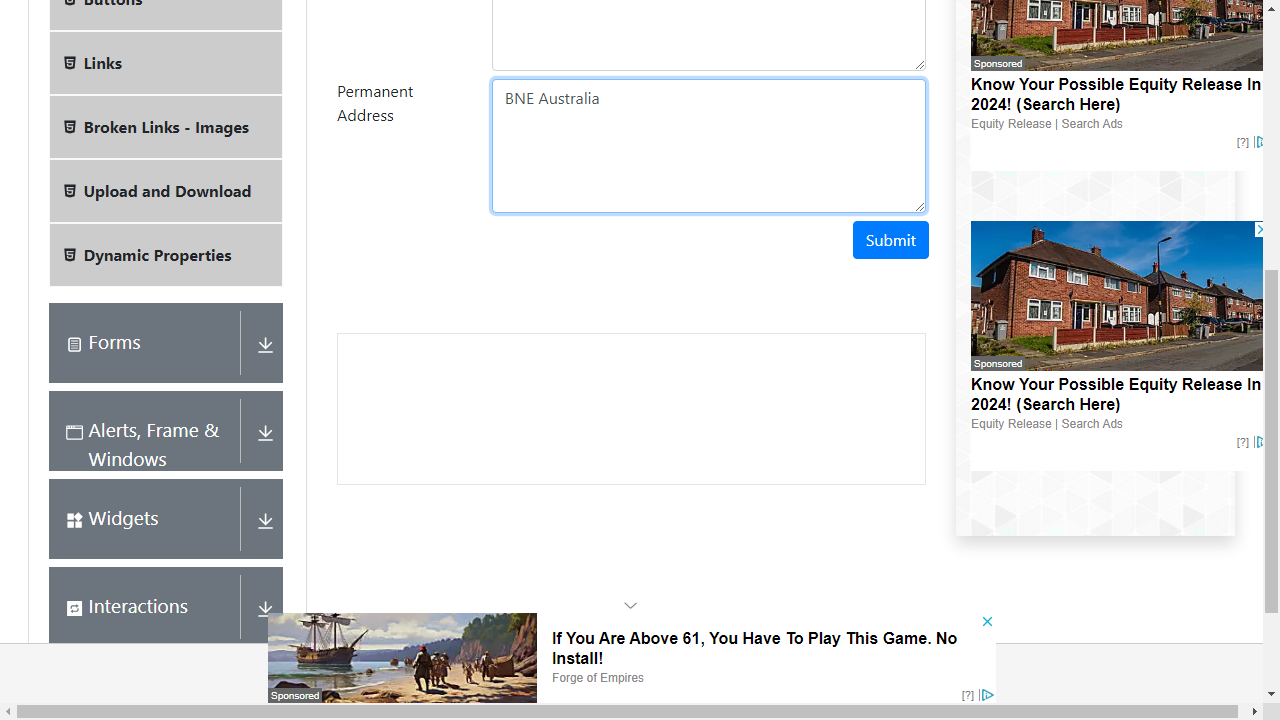 Buttons
Links
Broken Links - Images
Upload and Download
Dynamic Properties
Forms
Alerts, Frame &
Windows
Widgets
Interactions
Permanent
Address
BNE Australia
Submit
Sponsored
Know Your Possible Equity Release In
2024! (Search Here)
Equity Release | Search Ads
[?]
Sponsored
Know Your Possible Equity Release In
2024! (Search Here)
Equity Release | Search Ads
[?]
Sponsored
If You Are Above 61, You Have To Play This Game. No
Install!
Forge of Empires
[?]